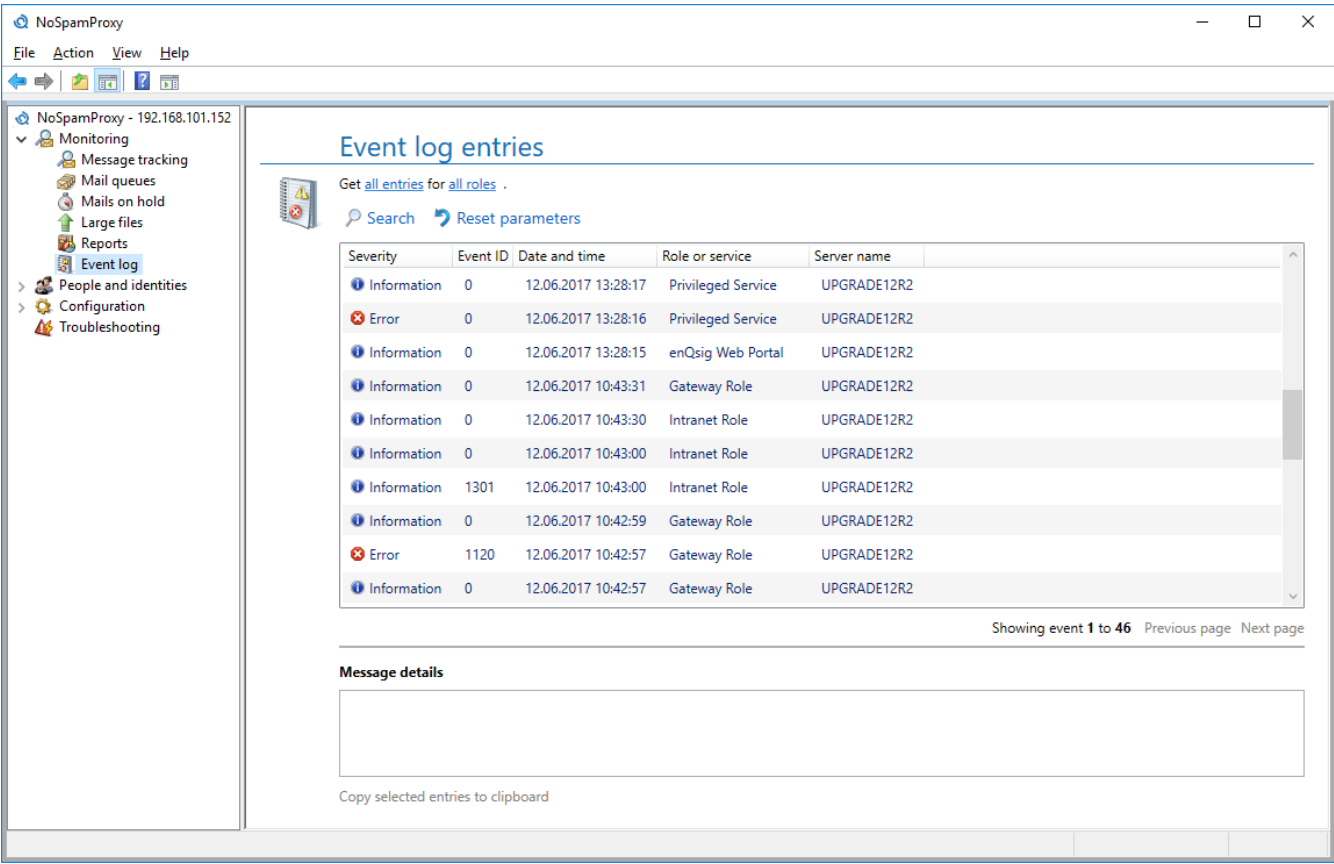 NoSpamProxy
File Action View Help
NoSpamProxy - 192.168.101.152
Monitoring
Message tracking
Mail queues
Mails on hold
Large files
Reports
Event log
People and identities
Configuration
Troubleshooting
Event log entries
Get all entries for all roles .
Search Reset parameters
Severity Event ID Date and time Role or service Server name
Information 0 12.06.2017 13:28:17 Privileged Service UPGRADE12R2
Error 0 12.06.2017 13:28:16 Privileged Service UPGRADE12R2
Information 0 12.06.2017 13:28:15 enQsig Web Portal UPGRADE12R2
Information 0 12.06.2017 10:43:31 Gateway Role UPGRADE12R2
Information 0 12.06.2017 10:43:30 Intranet Role UPGRADE12R2
Information 0 12.06.2017 10:43:00 Intranet Role UPGRADE12R2
Information 1301 12.06.2017 10:43:00 Intranet Role UPGRADE12R2
Information 0 12.06.2017 10:42:59 Gateway Role UPGRADE12R2
Error 1120 12.06.2017 10:42:57 Gateway Role UPGRADE12R2
Information 0 12.06.2017 10:42:57 Gateway Role UPGRADE12R2
Showing event 1 to 46 Previous page Next page
Message details
Copy selected entries to clipboard